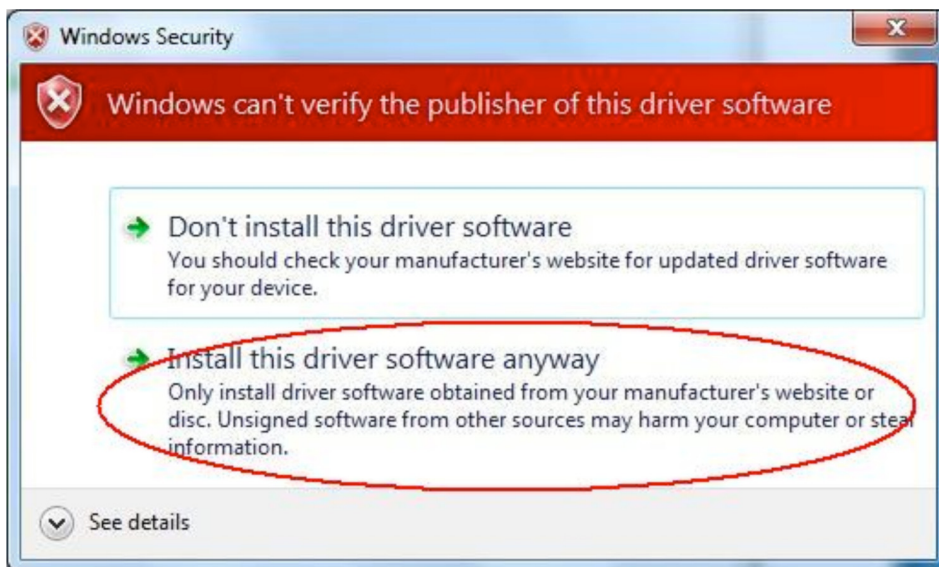 Windows Security
Windows can't verify the publisher of this driver software
Don't install this driver software
You should check your manufacturer's website for updated driver software
for your device.
Install this driver software anyway
Only install driver software obtained from your manufacturer's website or
disc. Unsigned software from other sources may harm your computer or steal
information.
See details